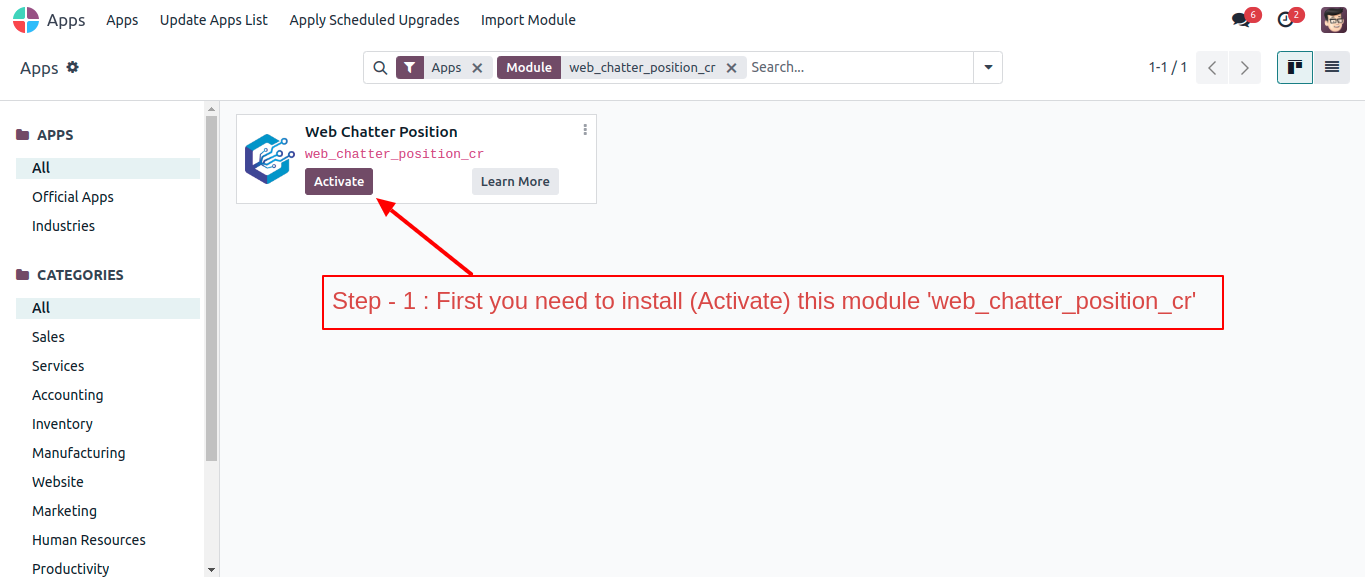 Apps Apps Update Apps List Apply Scheduled Upgrades Import Module 6 2
Apps Apps Module web_chatter_position_cr Search... 1-1 / 1
APPS
All
Official Apps
Industries
CATEGORIES
All
Sales
Services
Accounting
Inventory
Manufacturing
Website
Marketing
Human Resources
Productivity
Web Chatter Position
web_chatter_position_cr
Activate Learn More
Step - 1 : First you need to install (Activate) this module 'web_chatter_position_cr'